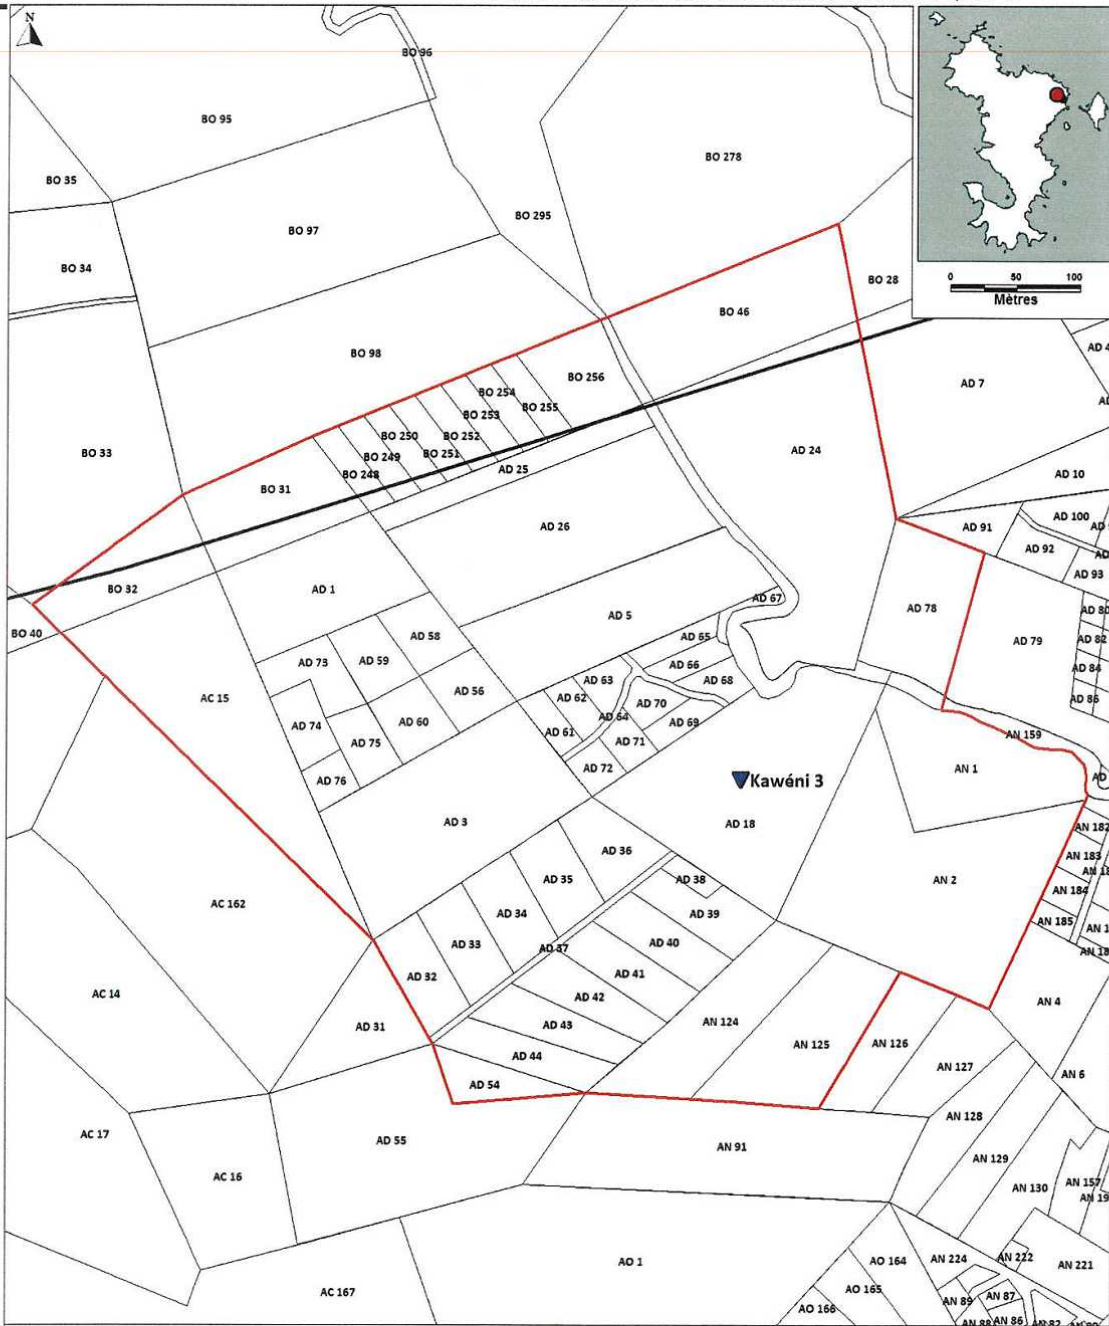 N
BO 96
BO 95
BO 278
BO 35
BO 295
BO 97
BO 34
BO 28
0 50 100
Mètres
BO 46
AD 4
BO 98
AD 7
BO 256
BO 254
BO 255
BO 253
BO 250
BO 252
BO 249
BO 251
BO 248
BO 33
AD 24
AD 25
AD 10
BO 31
AD 26
AD 100
AD 91
AD 92
AD 93
BO 32
AD 1
AD 67
AD 5
AD 78
AD 80
AD 79
AD 82
BO 40
AD 58
AD 65
AD 73
AD 59
AD 66
AD 84
AD 63
AD 68
AC 15
AD 56
AD 62
AD 70
AD 86
AD 64
AD 74
AD 60
AD 69
AD 61
AD 75
AD 71
AN 159
AD 72
AN 1
AD
AD 76
Kawéni 3
AD 3
AD 18
AN 182
AD 36
AN 183
AD 35
AD 38
AN 2
AN 184
AC 162
AD 34
AD 39
AN 185
AD 33
AD 37
AD 40
AD 32
AD 41
AC 14
AD 42
AN 4
AD 31
AD 43
AN 124
AN 125
AN 126
AD 44
AN 127
AN 6
AD 54
AN 128
AC 17
AD 55
AN 91
AN 129
AC 16
AN 130
AN 157
AO 1
AO 164
AN 224
AN 222
AN 221
AC 167
AO 165
AN 89
AN 87
AO 166
AN 88
AN 86
AN 82